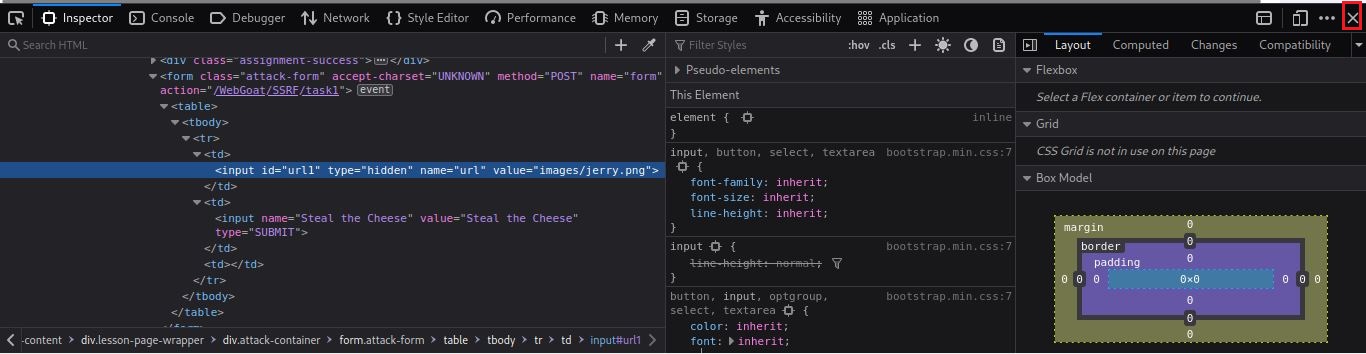 Inspector Console Debugger Network Style Editor Performance Memory Storage Accessibility Application
Search HTML
<div class="assignment-success"> </div>
<form class="attack-form" accept-charset="UNKNOWN" method="POST" name="form"
action="/WebGoat/SSRF/task1"> event
<table>
<tbody>
<tr>
<td>
<input id="url1" type="hidden" name="url" value="images/jerry.png">
</td>
<td>
<input name="Steal the Cheese" value="Steal the Cheese"
type="SUBMIT">
</td>
<td></td>
</tr>
</tbody>
</table>
</form>
-content div.lesson-page-wrapper div.attack-container form.attack-form table tbody tr td input#url1
Filter Styles :hov .cls
Pseudo-elements
This Element
element { inline
}
input, button, select, textarea bootstrap.min.css:7
{
font-family: inherit;
font-size: inherit;
line-height: inherit;
}
input { bootstrap.min.css:7
line-height: normal;
}
button, input, optgroup, bootstrap.min.css:7
select, textarea {
color: inherit;
font: inherit;
Layout Computed Changes Compatibility
Flexbox
Select a Flex container or item to continue.
Grid
CSS Grid is not in use on this page
Box Model
margin 0
border 0
padding 0
0 0 0 0×0 0 0 0
0
0
0